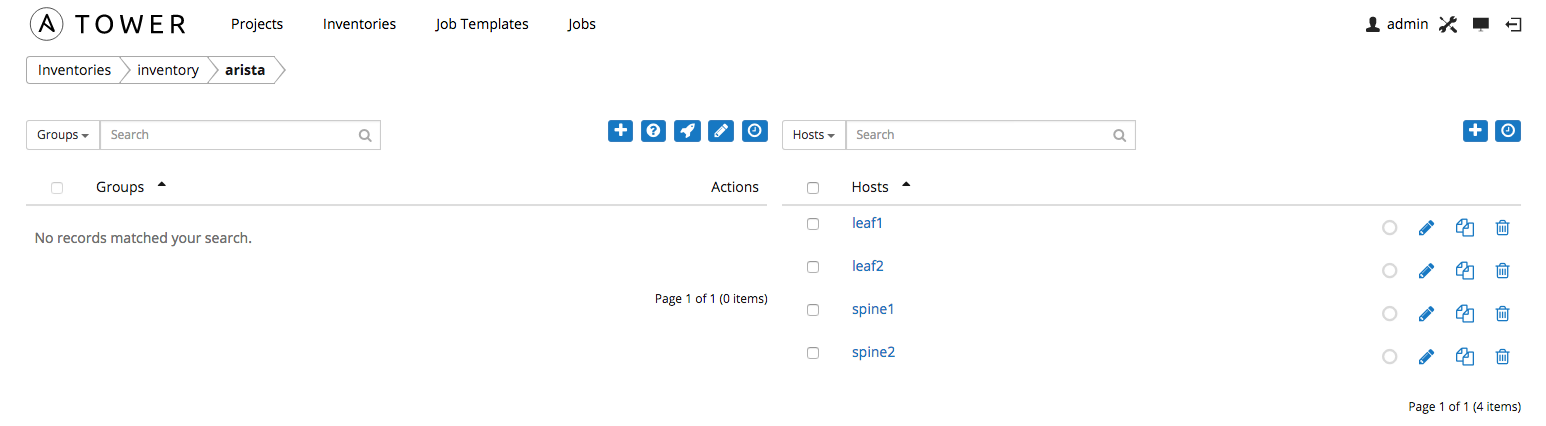 TOWER Projects Inventories Job Templates Jobs admin
Inventories inventory arista
Groups Search Hosts Search
Groups Actions Hosts
leaf1
No records matched your search.
leaf2
Page 1 of 1 (0 items)
spine1
spine2
Page 1 of 1 (4 items)